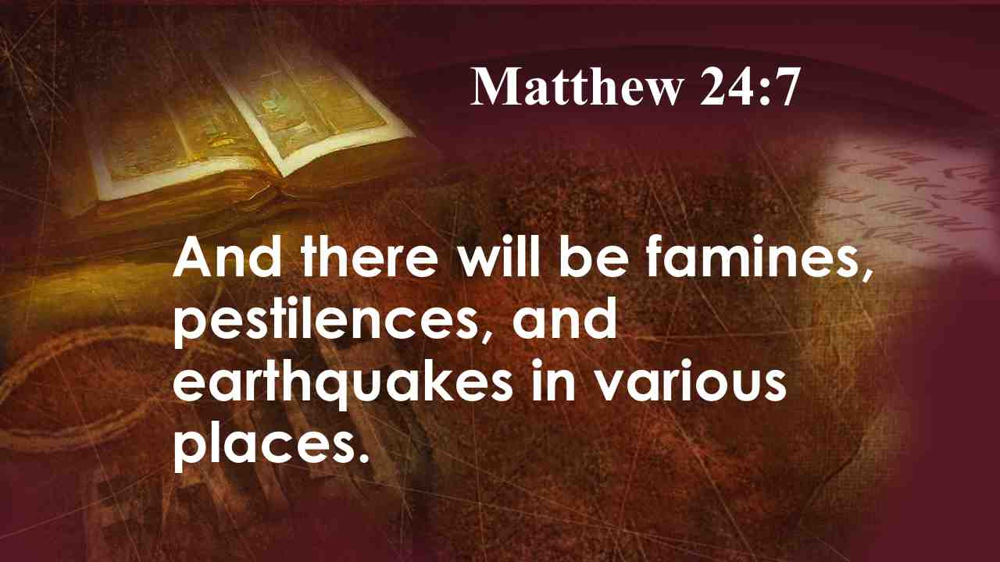 Matthew 24:7
And there will be famines,
pestilences, and
earthquakes in various
places.